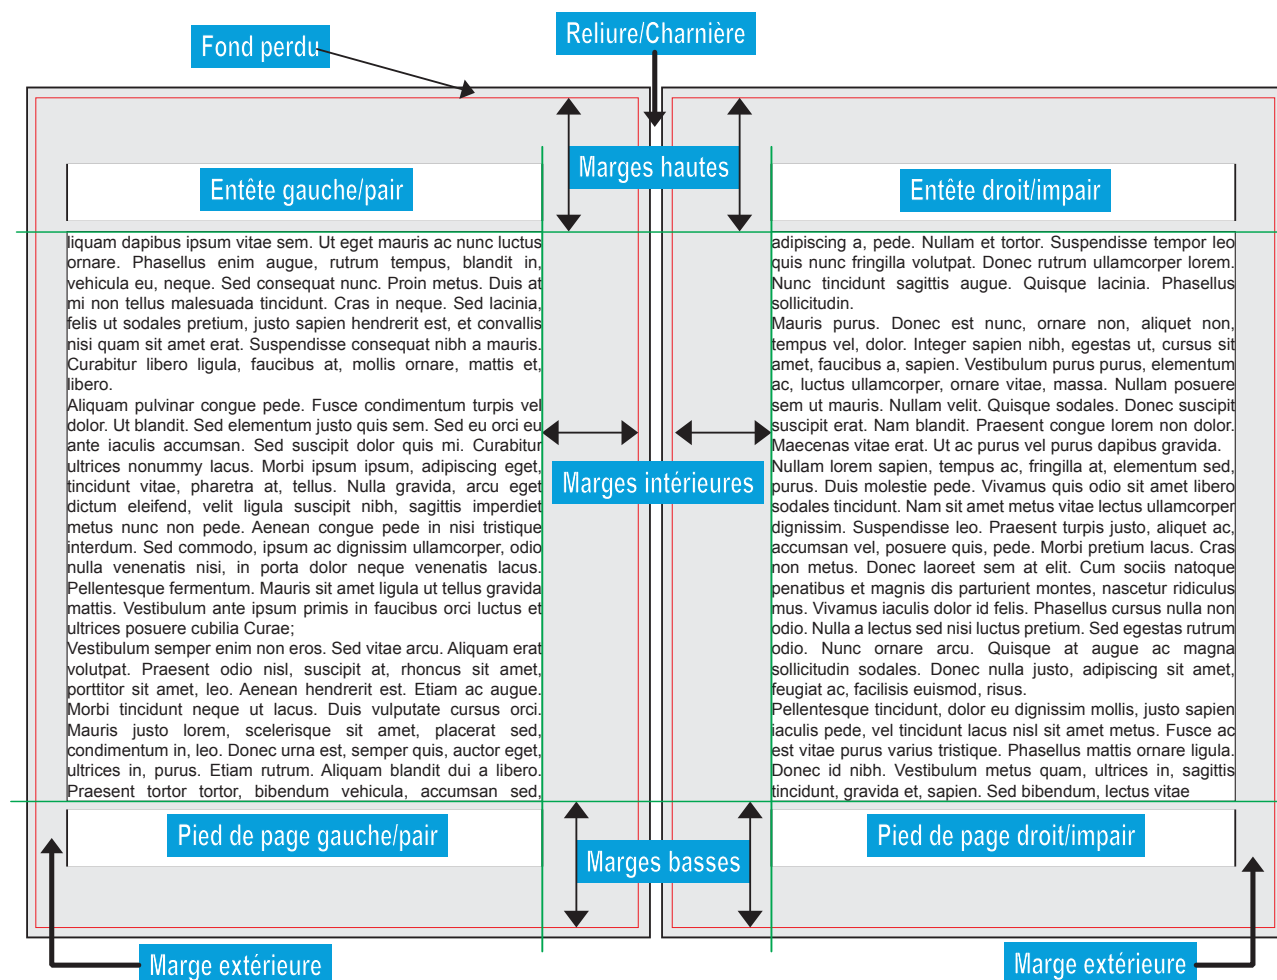 Reliure/Charnière
Fond perdu
Marges hautes
Entête gauche/pair
Entête droit/impair
liquam dapibus ipsum vitae sem. Ut eget mauris ac nunc luctus
ornare. Phasellus enim augue, rutrum tempus, blandit in,
vehicula eu, neque. Sed consequat nunc. Proin metus. Duis at
mi non tellus malesuada tincidunt. Cras in neque. Sed lacinia,
felis ut sodales pretium, justo sapien hendrerit est, et convallis
nisi quam sit amet erat. Suspendisse consequat nibh a mauris.
Curabitur libero ligula, faucibus at, mollis ornare, mattis et,
libero.
Aliquam pulvinar congue pede. Fusce condimentum turpis vel
dolor. Ut blandit. Sed elementum justo quis sem. Sed eu orci eu
ante iaculis accumsan. Sed suscipit dolor quis mi. Curabitur
ultrices nonummy lacus. Morbi ipsum ipsum, adipiscing eget,
tincidunt vitae, pharetra at, tellus. Nulla gravida, arcu eget
dictum eleifend, velit ligula suscipit nibh, sagittis imperdiet
metus nunc non pede. Aenean congue pede in nisi tristique
interdum. Sed commodo, ipsum ac dignissim ullamcorper, odio
nulla venenatis nisi, in porta dolor neque venenatis lacus.
Pellentesque fermentum. Mauris sit amet ligula ut tellus gravida
mattis. Vestibulum ante ipsum primis in faucibus orci luctus et
ultrices posuere cubilia Curae;
Vestibulum semper enim non eros. Sed vitae arcu. Aliquam erat
volutpat. Praesent odio nisl, suscipit at, rhoncus sit amet,
porttitor sit amet, leo. Aenean hendrerit est. Etiam ac augue.
Morbi tincidunt neque ut lacus. Duis vulputate cursus orci.
Mauris justo lorem, scelerisque sit amet, placerat sed,
condimentum in, leo. Donec urna est, semper quis, auctor eget,
ultrices in, purus. Etiam rutrum. Aliquam blandit dui a libero.
Praesent tortor tortor, bibendum vehicula, accumsan sed,
adipiscing a, pede. Nullam et tortor. Suspendisse tempor leo
quis nunc fringilla volutpat. Donec rutrum ullamcorper lorem.
Nunc tincidunt sagittis augue. Quisque lacinia. Phasellus
sollicitudin.
Mauris purus. Donec est nunc, ornare non, aliquet non,
tempus vel, dolor. Integer sapien nibh, egestas ut, cursus sit
amet, faucibus a, sapien. Vestibulum purus purus, elementum
ac, luctus ullamcorper, ornare vitae, massa. Nullam posuere
sem ut mauris. Nullam velit. Quisque sodales. Donec suscipit
suscipit erat. Nam blandit. Praesent congue lorem non dolor.
Maecenas vitae erat. Ut ac purus vel purus dapibus gravida.
Nullam lorem sapien, tempus ac, fringilla at, elementum sed,
purus. Duis molestie pede. Vivamus quis odio sit amet libero
sodales tincidunt. Nam sit amet metus vitae lectus ullamcorper
dignissim. Suspendisse leo. Praesent turpis justo, aliquet ac,
accumsan vel, posuere quis, pede. Morbi pretium lacus. Cras
non metus. Donec laoreet sem at elit. Cum sociis natoque
penatibus et magnis dis parturient montes, nascetur ridiculus
mus. Vivamus iaculis dolor id felis. Phasellus cursus nulla non
odio. Nulla a lectus sed nisi luctus pretium. Sed egestas rutrum
odio. Nunc ornare arcu. Quisque at augue ac magna
sollicitudin sodales. Donec nulla justo, adipiscing sit amet,
feugiat ac, facilisis euismod, risus.
Pellentesque tincidunt, dolor eu dignissim mollis, justo sapien
iaculis pede, vel tincidunt lacus nisl sit amet metus. Fusce ac
est vitae purus varius tristique. Phasellus mattis ornare ligula.
Donec id nibh. Vestibulum metus quam, ultrices in, sagittis
tincidunt, gravida et, sapien. Sed bibendum, lectus vitae
Marges intérieures
Pied de page gauche/pair
Pied de page droit/impair
Marges basses
Marge extérieure
Marge extérieure